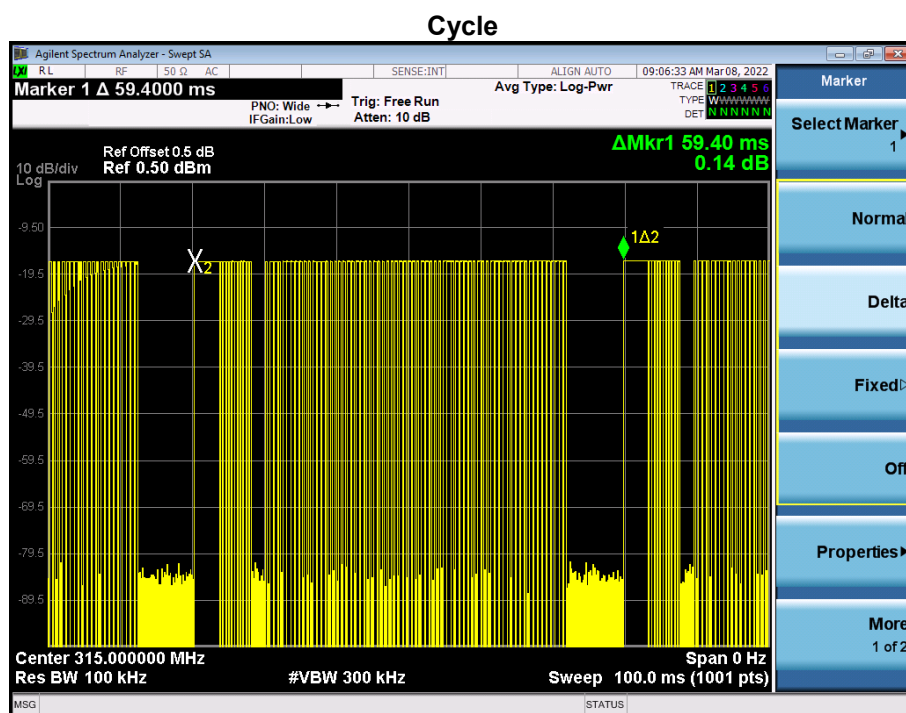 Cycle
Agilent Spectrum Analyzer - Swept SA
LXI RL RF 50 Ω AC SENSE:INT ALIGN AUTO 09:06:33 AM Mar 08, 2022
Marker 1 Δ 59.4000 ms
PNO: Wide
IFGain:Low
Trig: Free Run
Atten: 10 dB
Avg Type: Log-Pwr
TRACE 1 2 3 4 5 6
TYPE WWWWWW
DET N N N N N N
Ref Offset 0.5 dB
Ref 0.50 dBm
10 dB/div
Log
ΔMkr1 59.40 ms
0.14 dB
-9.50
-19.5
-29.5
-39.5
-49.5
-59.5
-69.5
-79.5
-89.5
X2
1Δ2
Center 315.000000 MHz
Span 0 Hz
Res BW 100 kHz
#VBW 300 kHz
Sweep 100.0 ms (1001 pts)
MSG
STATUS
Marker
Select Marker
1
Normal
Delta
Fixed
Off
Properties
More
1 of 2